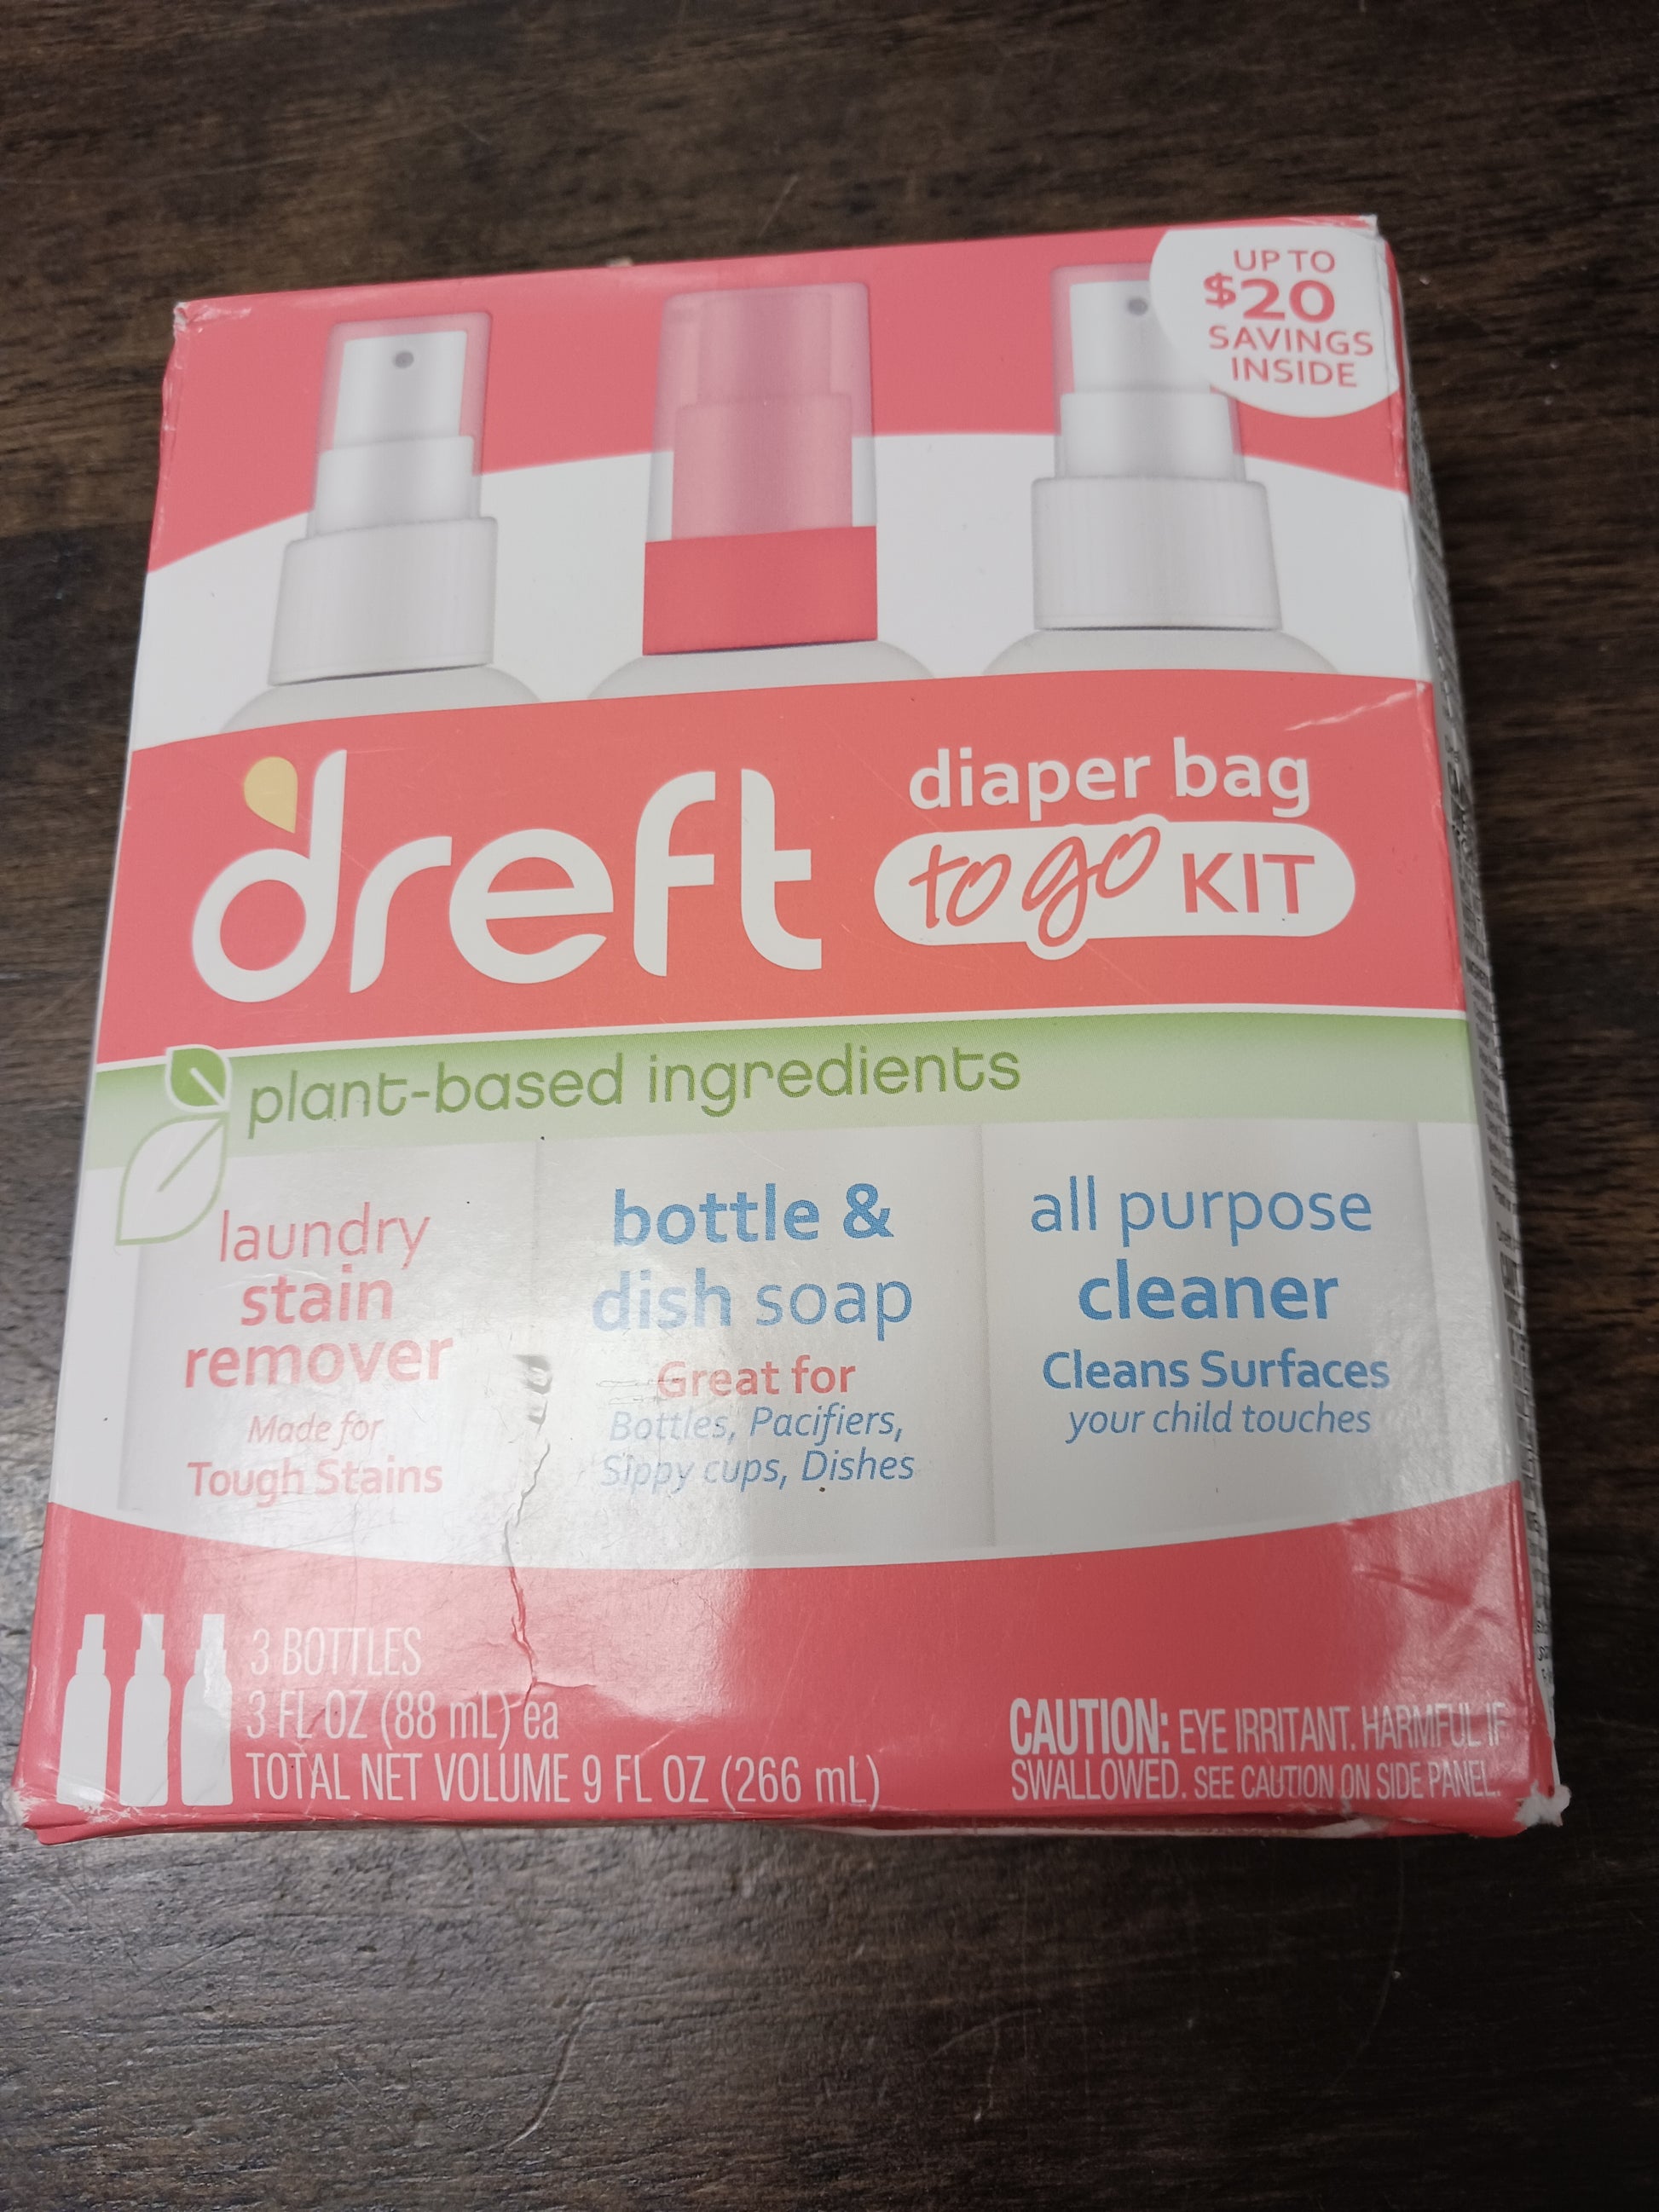 UP TO
$20
SAVINGS
INSIDE
dreft
diaper bag
to go KIT
plant-based ingredients
laundry
stain
remover
Made for
Tough Stains
bottle &
dish soap
Great for
Bottles, Pacifiers,
Sippy cups, Dishes
all purpose
cleaner
Cleans Surfaces
your child touches
3 BOTTLES
3 FL OZ (88 mL) ea
TOTAL NET VOLUME 9 FL OZ (266 mL)
CAUTION: EYE IRRITANT. HARMFUL IF
SWALLOWED. SEE CAUTION ON SIDE PANEL.